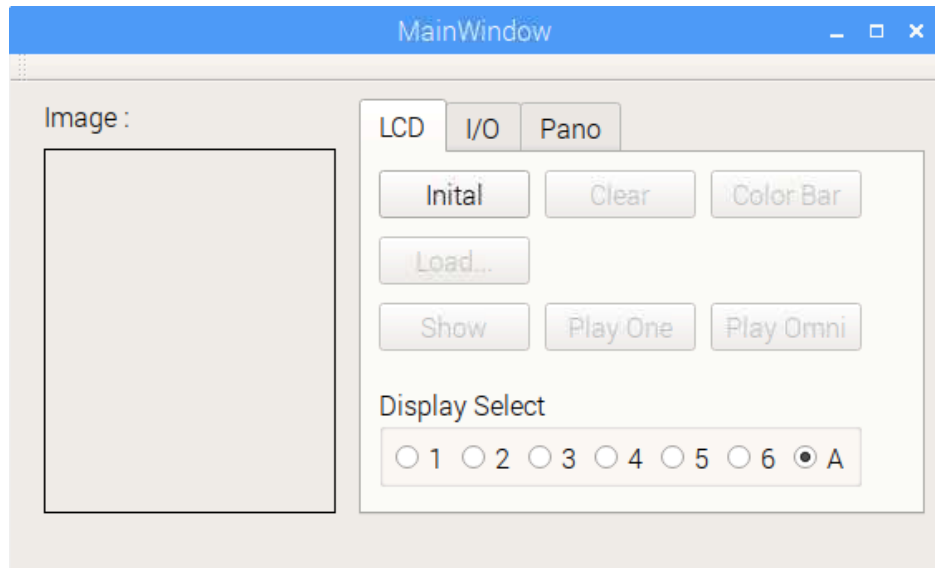 MainWindow
Image :
LCD I/O Pano
Inital Clear Color Bar
Load...
Show Play One Play Omni
Display Select
1 2 3 4 5 6 A